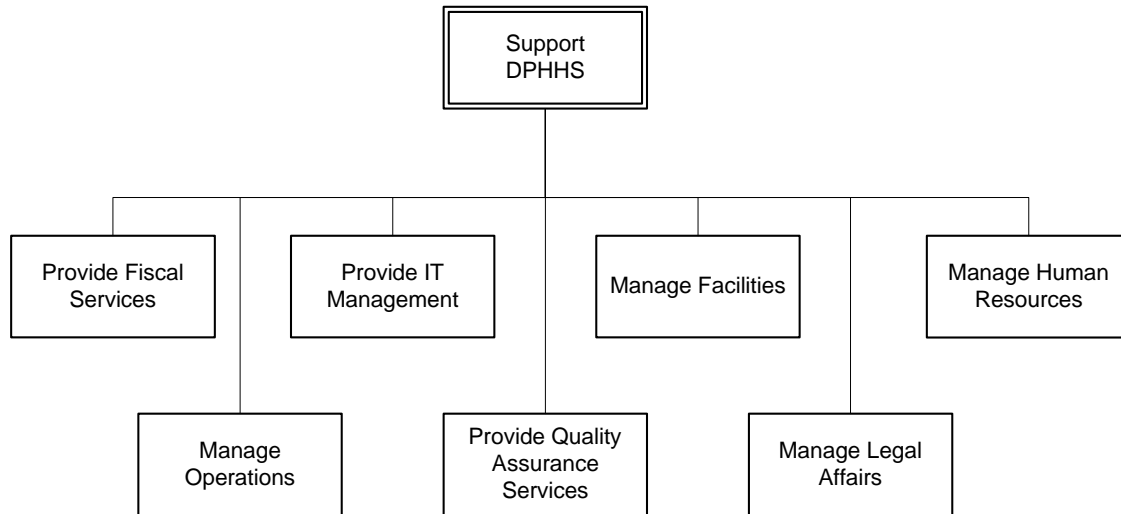 Support
DPHHS
Provide Fiscal
Services
Provide IT
Management
Manage Facilities
Manage Human
Resources
Manage
Operations
Provide Quality
Assurance
Services
Manage Legal
Affairs